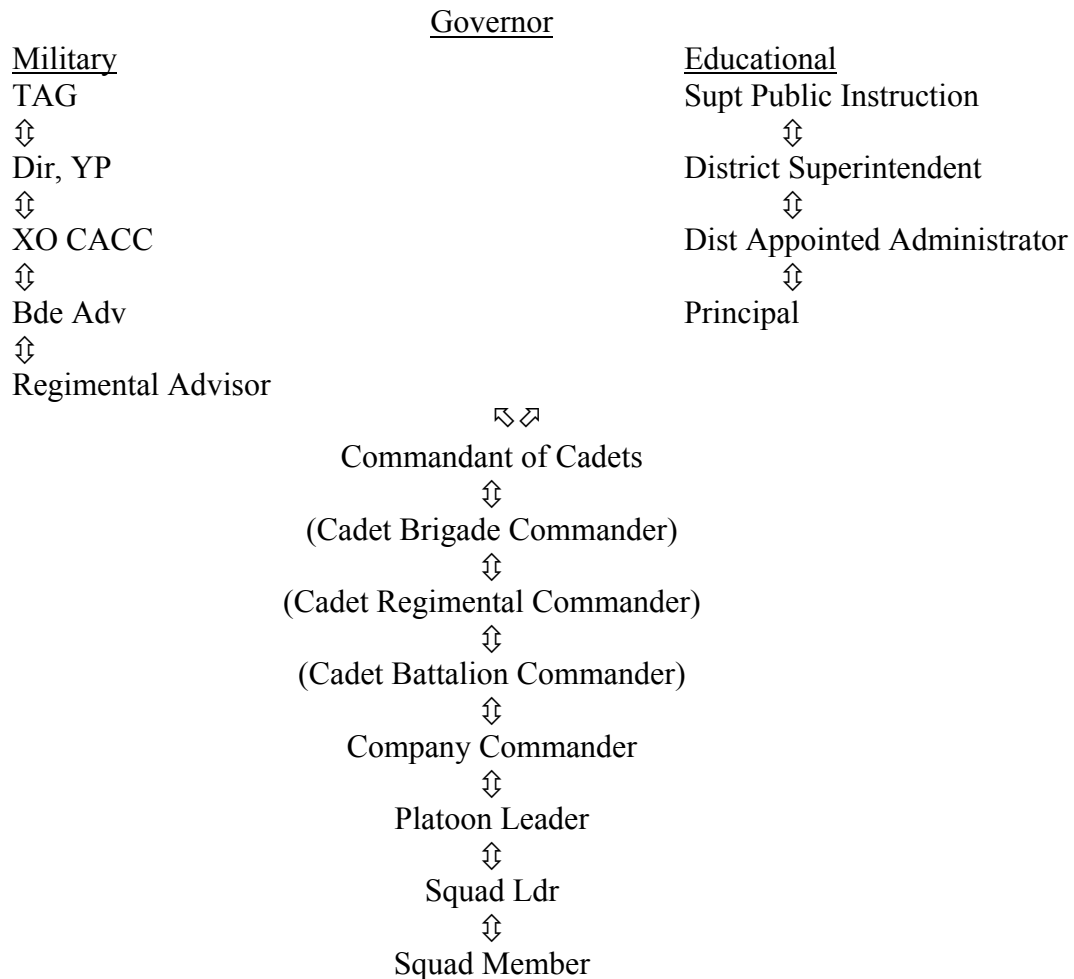 Governor
Military Educational
TAG Supt Public Instruction
⇕ ⇕
Dir, YP District Superintendent
⇕ ⇕
XO CACC Dist Appointed Administrator
⇕ ⇕
Bde Adv Principal
⇕
Regimental Advisor
⬁⬀
Commandant of Cadets
⇕
(Cadet Brigade Commander)
⇕
(Cadet Regimental Commander)
⇕
(Cadet Battalion Commander)
⇕
Company Commander
⇕
Platoon Leader
⇕
Squad Ldr
⇕
Squad Member